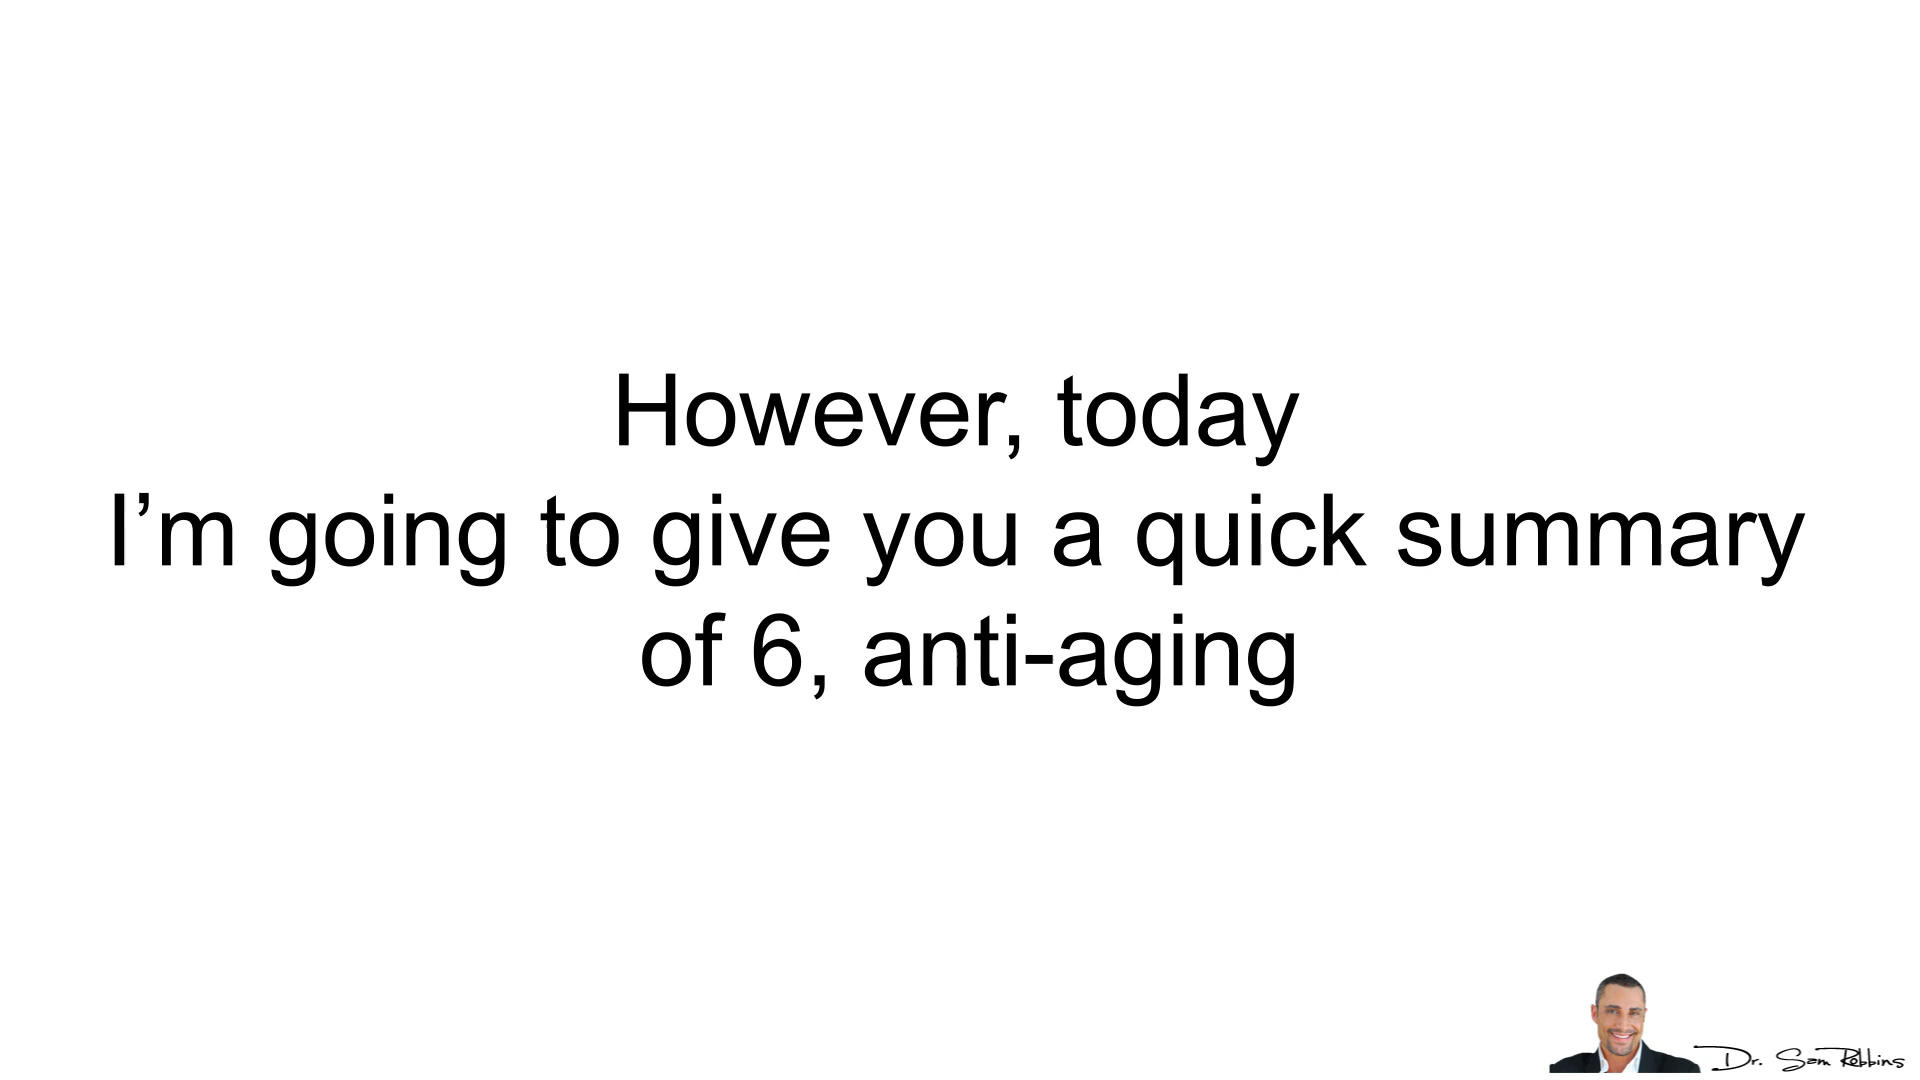 However, today
I’m going to give you a quick summary
of 6, anti-aging
Dr. Sam Robbins